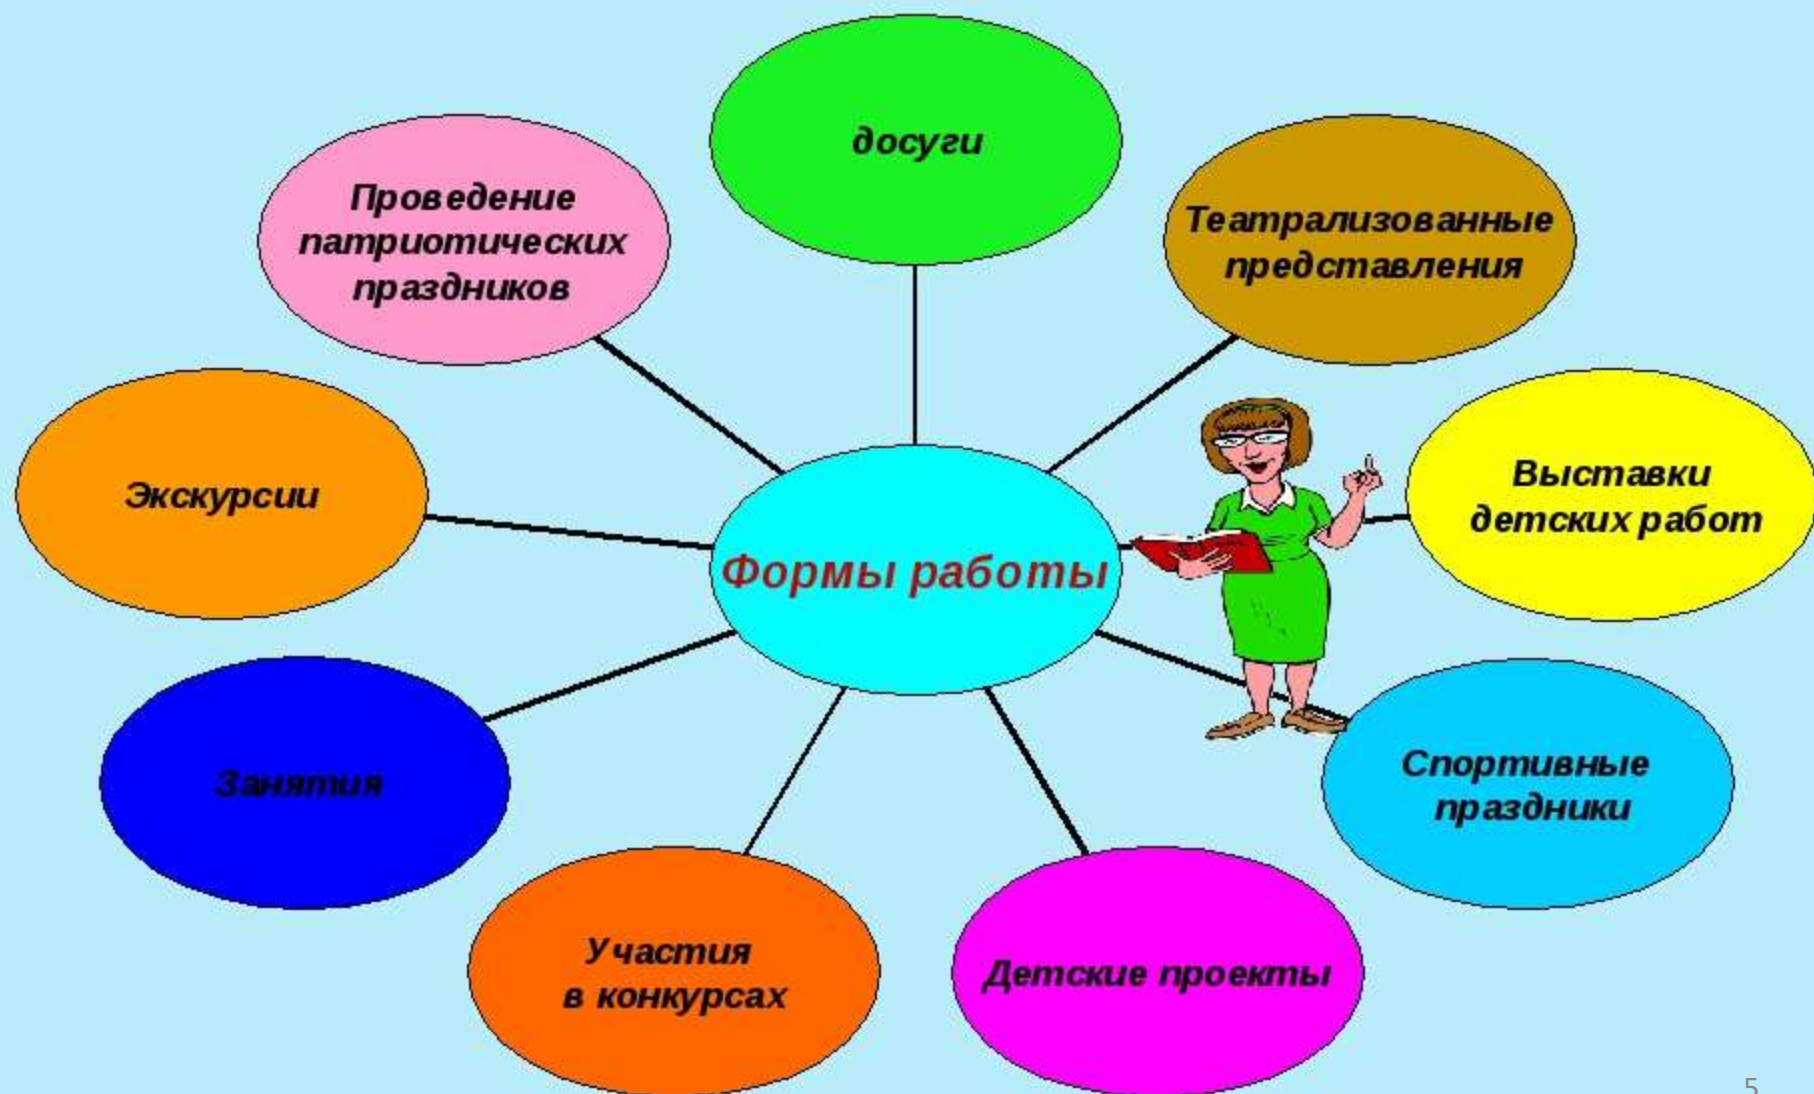 досуги
Проведение
патриотических
праздников
Театрализованные
представления
Экскурсии
Выставки
детских работ
Формы работы
Занятия
Спортивные
праздники
Участия
в конкурсах
Детские проекты
5